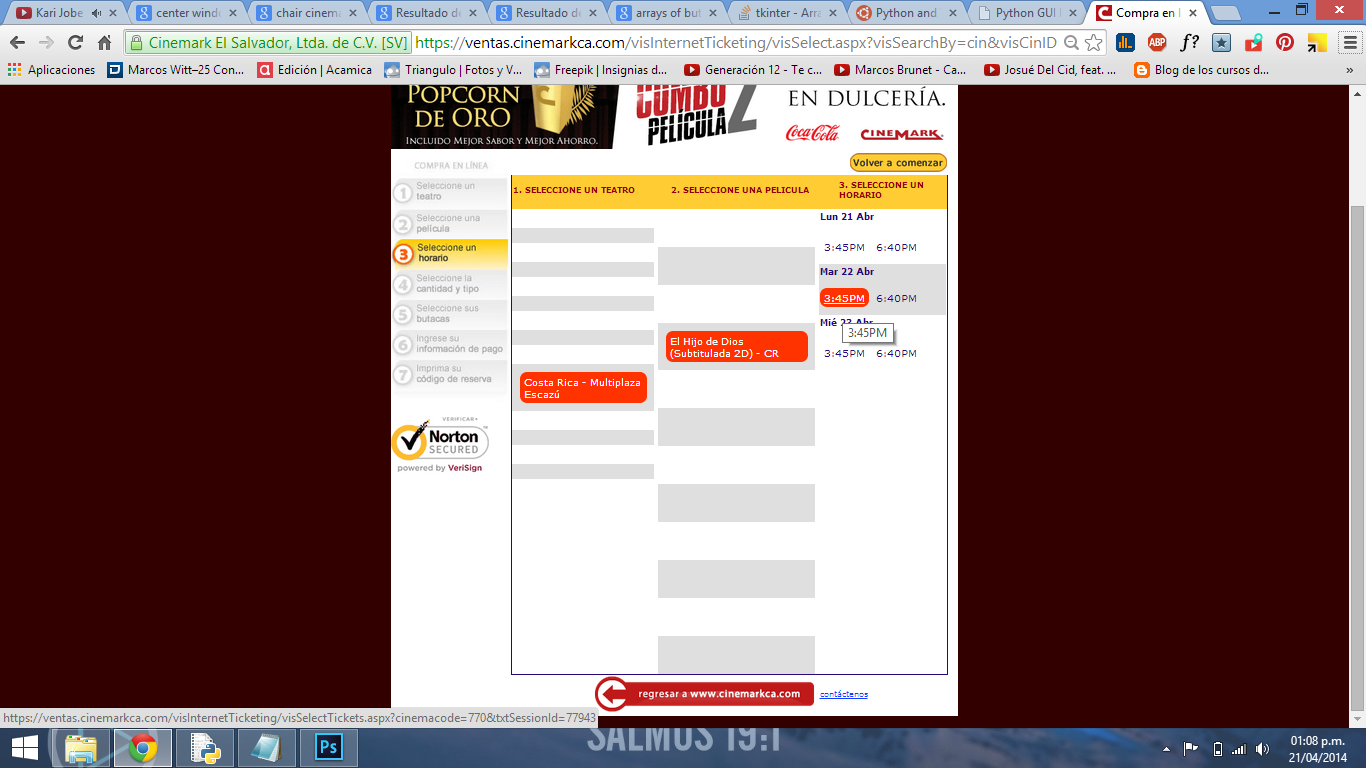 Kari Jobe
center wind
chair cinem
Resultado de
Resultado de
arrays of but
tkinter - Arra
Python and
Python GUI
Compra en
Cinemark El Salvador, Ltda. de C.V. [SV]
https://ventas.cinemarkca.com/visInternetTicketing/visSelect.aspx?visSearchBy=cin&visCinID
ABP
f?
Aplicaciones
Marcos Witt–25 Con...
Edición | Acamica
Triangulo | Fotos y V...
Freepik | Insignias d...
Generación 12 - Te c...
Marcos Brunet - Ca...
Josué Del Cid, feat. ...
Blog de los cursos d...
»
POPCORN
DE ORO
INCLUIDO MEJOR SABOR Y MEJOR AHORRO.
COMBO 2
PELÍCULA
EN DULCERÍA.
Coca-Cola
CINEMARK
COMPRA EN LÍNEA
Volver a comenzar
1 Seleccione un
teatro
2 Seleccione una
película
3 Seleccione un
horario
4 Seleccione la
cantidad y tipo
5 Seleccione sus
butacas
6 Ingrese su
información de pago
7 Imprima su
código de reserva
VERIFICAR
Norton
SECURED
powered by VeriSign
1. SELECCIONE UN TEATRO
Costa Rica - Multiplaza
Escazú
2. SELECCIONE UNA PELICULA
El Hijo de Dios
(Subtitulada 2D) - CR
3. SELECCIONE UN
HORARIO
Lun 21 Abr
3:45PM 6:40PM
Mar 22 Abr
3:45PM 6:40PM
Mié 23 Abr
3:45PM
3:45PM 6:40PM
regresar a www.cinemarkca.com
contáctenos
https://ventas.cinemarkca.com/visInternetTicketing/visSelectTickets.aspx?cinemacode=770&txtSessionId=77943
SALMOS 19:1
Ps
01:08 p.m.
21/04/2014